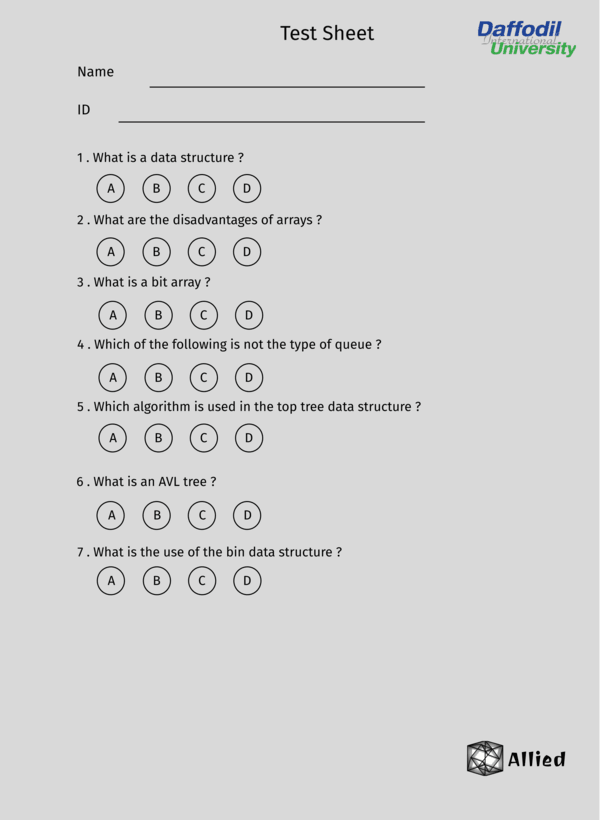 Test Sheet
Daffodil
International
University
Name
ID
1 . What is a data structure ?
A B C D
2 . What are the disadvantages of arrays ?
A B C D
3 . What is a bit array ?
A B C D
4 . Which of the following is not the type of queue ?
A B C D
5 . Which algorithm is used in the top tree data structure ?
A B C D
6 . What is an AVL tree ?
A B C D
7 . What is the use of the bin data structure ?
A B C D
Allied